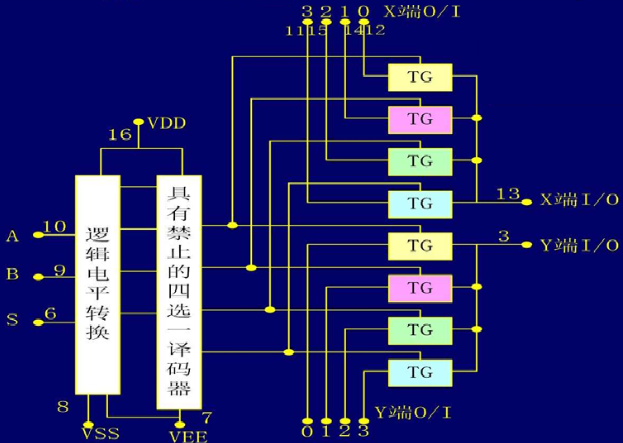 3 2 1 0 X端O/I
11 15 14 12
TG
TG
TG
TG
TG
TG
TG
TG
16 VDD
13 X端I/O
3 Y端I/O
A 10
B 9
S 6
逻辑电平转换
具有禁止的四选一译码器
8
VSS
7
VEE
0 1 2 3
Y端O/I